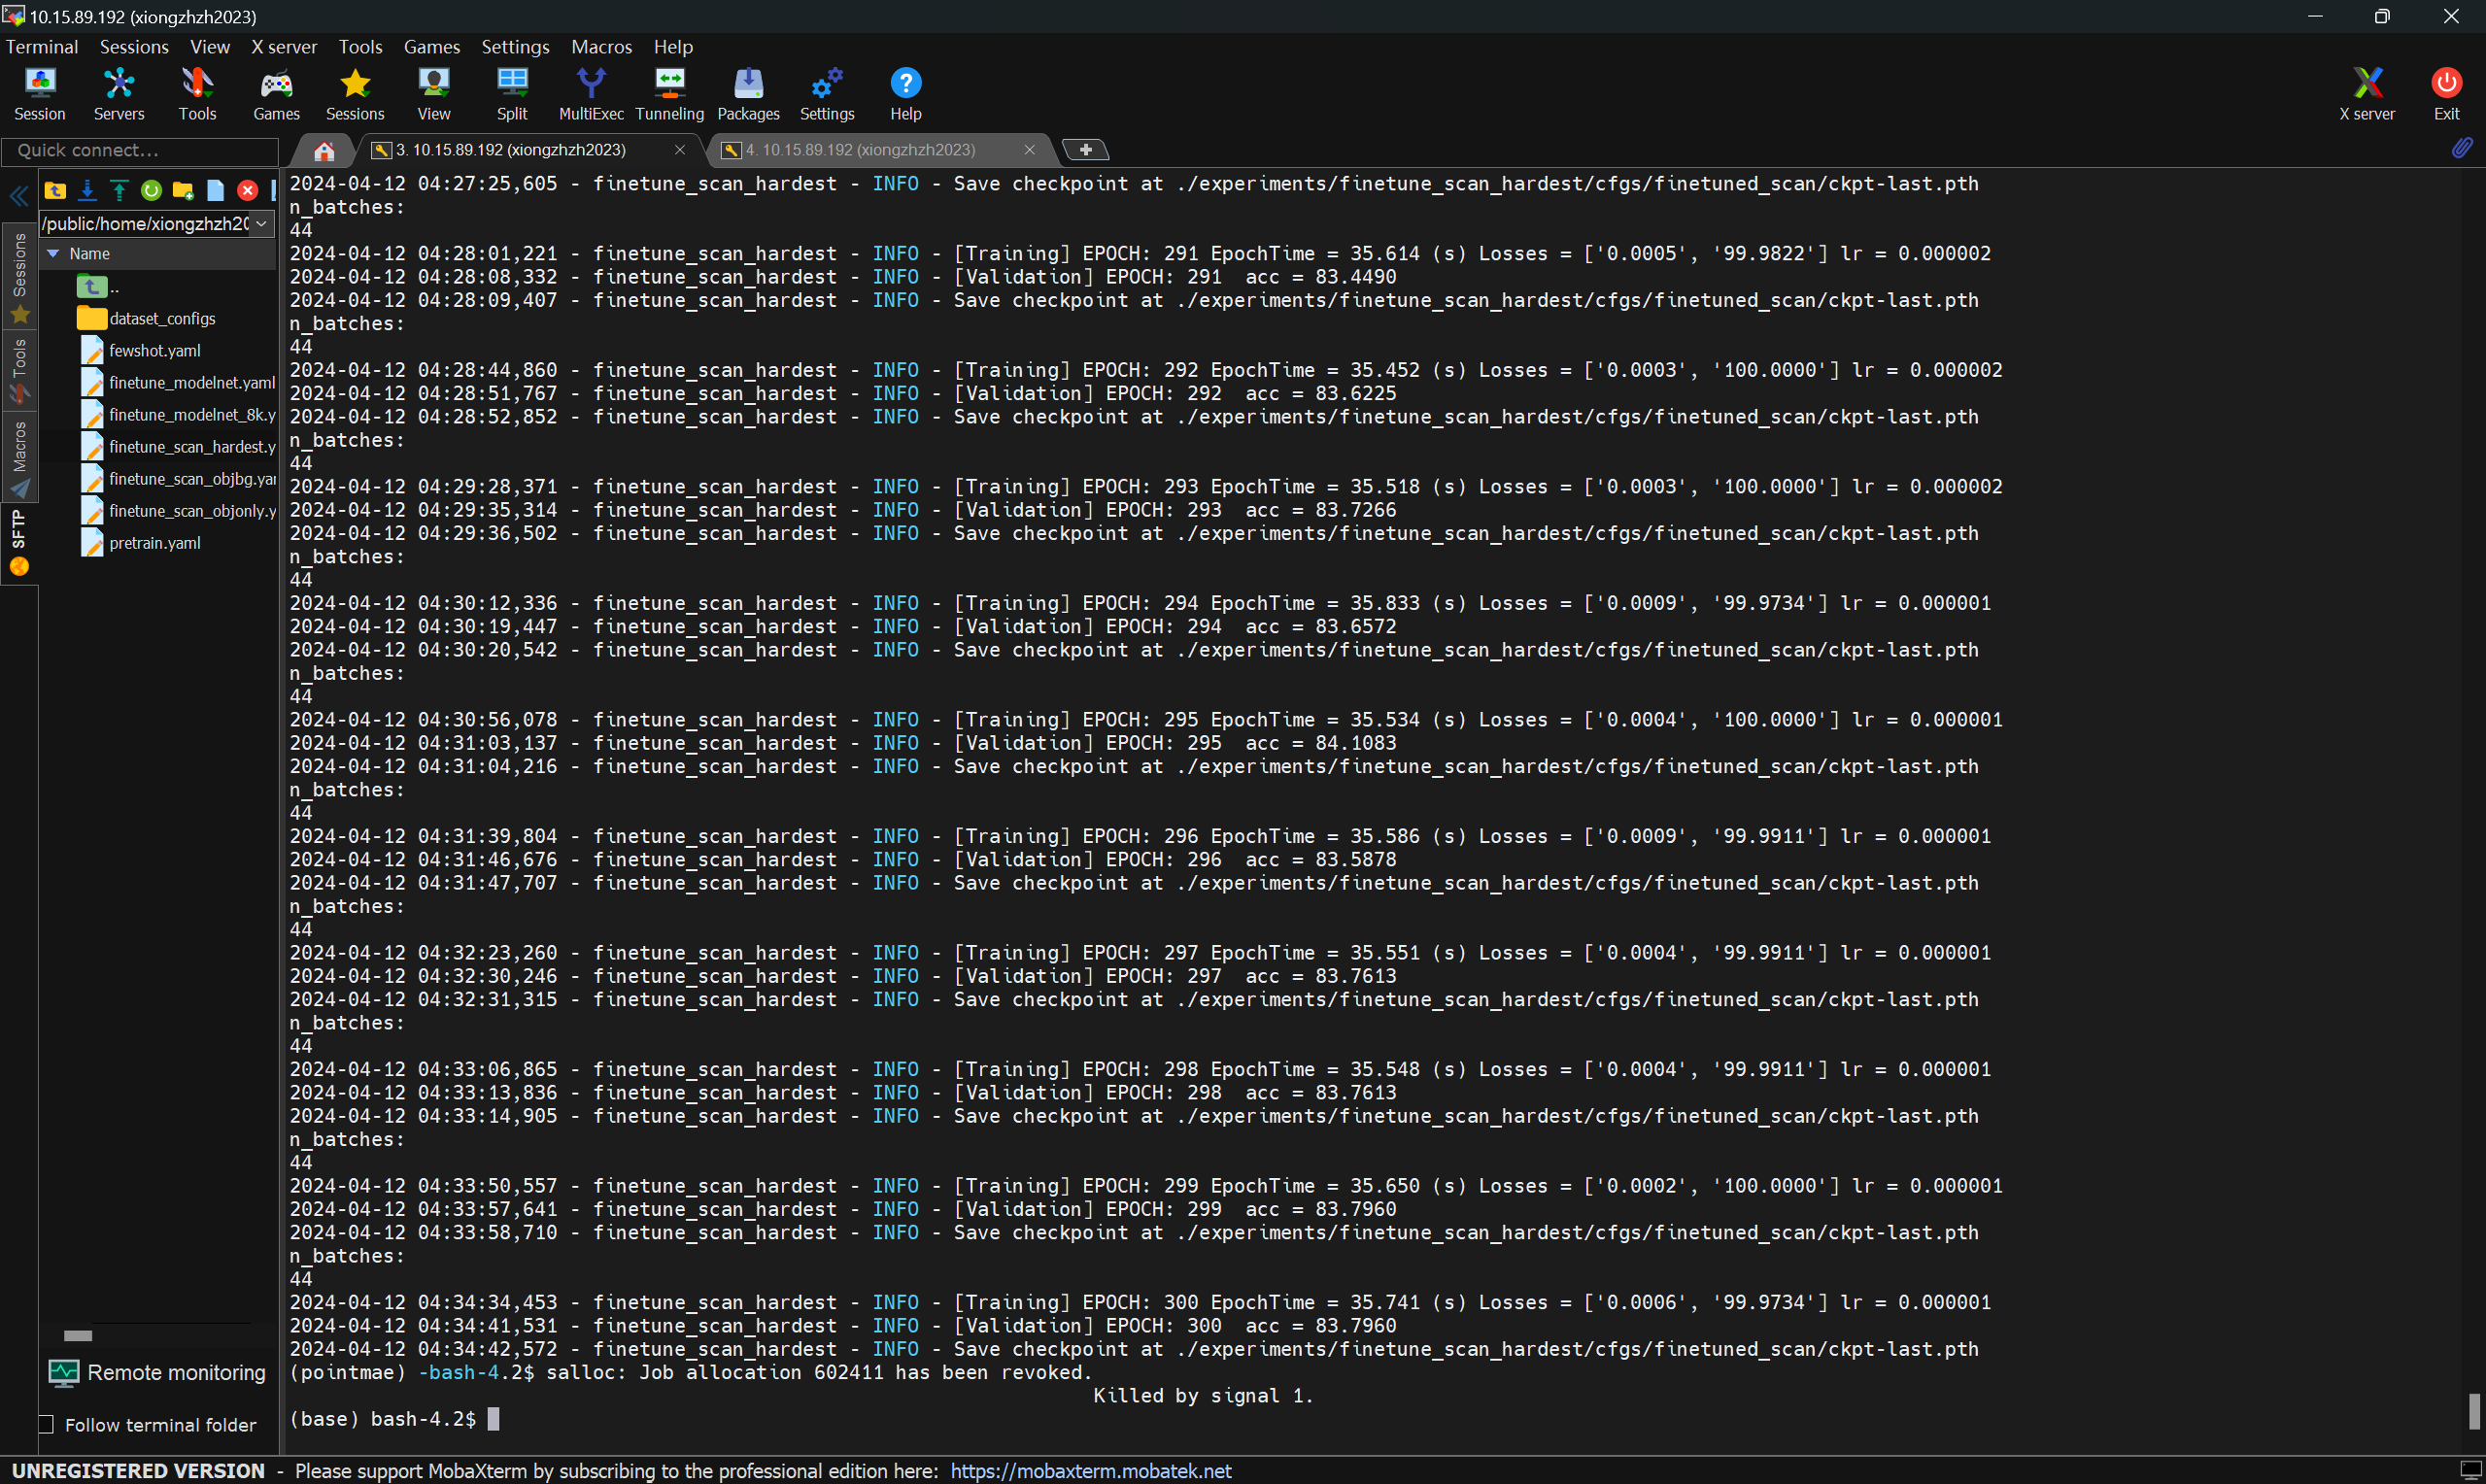 10.15.89.192 (xiongzhzh2023)
Terminal Sessions View X server Tools Games Settings Macros Help
Session Servers Tools Games Sessions View Split MultiExec Tunneling Packages Settings Help X server Exit
Quick connect...
3. 10.15.89.192 (xiongzhzh2023)
4. 10.15.89.192 (xiongzhzh2023)
/public/home/xiongzhzh20
Name
..
dataset_configs
fewshot.yaml
finetune_modelnet.yaml
finetune_modelnet_8k.y
finetune_scan_hardest.y
finetune_scan_objbg.yam
finetune_scan_objonly.y
pretrain.yaml
Sessions
Tools
Macros
SFTP
Remote monitoring
Follow terminal folder
2024-04-12 04:27:25,605 - finetune_scan_hardest - INFO - Save checkpoint at ./experiments/finetune_scan_hardest/cfgs/finetuned_scan/ckpt-last.pth
n_batches:
44
2024-04-12 04:28:01,221 - finetune_scan_hardest - INFO - [Training] EPOCH: 291 EpochTime = 35.614 (s) Losses = ['0.0005', '99.9822'] lr = 0.000002
2024-04-12 04:28:08,332 - finetune_scan_hardest - INFO - [Validation] EPOCH: 291  acc = 83.4490
2024-04-12 04:28:09,407 - finetune_scan_hardest - INFO - Save checkpoint at ./experiments/finetune_scan_hardest/cfgs/finetuned_scan/ckpt-last.pth
n_batches:
44
2024-04-12 04:28:44,860 - finetune_scan_hardest - INFO - [Training] EPOCH: 292 EpochTime = 35.452 (s) Losses = ['0.0003', '100.0000'] lr = 0.000002
2024-04-12 04:28:51,767 - finetune_scan_hardest - INFO - [Validation] EPOCH: 292  acc = 83.6225
2024-04-12 04:28:52,852 - finetune_scan_hardest - INFO - Save checkpoint at ./experiments/finetune_scan_hardest/cfgs/finetuned_scan/ckpt-last.pth
n_batches:
44
2024-04-12 04:29:28,371 - finetune_scan_hardest - INFO - [Training] EPOCH: 293 EpochTime = 35.518 (s) Losses = ['0.0003', '100.0000'] lr = 0.000002
2024-04-12 04:29:35,314 - finetune_scan_hardest - INFO - [Validation] EPOCH: 293  acc = 83.7266
2024-04-12 04:29:36,502 - finetune_scan_hardest - INFO - Save checkpoint at ./experiments/finetune_scan_hardest/cfgs/finetuned_scan/ckpt-last.pth
n_batches:
44
2024-04-12 04:30:12,336 - finetune_scan_hardest - INFO - [Training] EPOCH: 294 EpochTime = 35.833 (s) Losses = ['0.0009', '99.9734'] lr = 0.000001
2024-04-12 04:30:19,447 - finetune_scan_hardest - INFO - [Validation] EPOCH: 294  acc = 83.6572
2024-04-12 04:30:20,542 - finetune_scan_hardest - INFO - Save checkpoint at ./experiments/finetune_scan_hardest/cfgs/finetuned_scan/ckpt-last.pth
n_batches:
44
2024-04-12 04:30:56,078 - finetune_scan_hardest - INFO - [Training] EPOCH: 295 EpochTime = 35.534 (s) Losses = ['0.0004', '100.0000'] lr = 0.000001
2024-04-12 04:31:03,137 - finetune_scan_hardest - INFO - [Validation] EPOCH: 295  acc = 84.1083
2024-04-12 04:31:04,216 - finetune_scan_hardest - INFO - Save checkpoint at ./experiments/finetune_scan_hardest/cfgs/finetuned_scan/ckpt-last.pth
n_batches:
44
2024-04-12 04:31:39,804 - finetune_scan_hardest - INFO - [Training] EPOCH: 296 EpochTime = 35.586 (s) Losses = ['0.0009', '99.9911'] lr = 0.000001
2024-04-12 04:31:46,676 - finetune_scan_hardest - INFO - [Validation] EPOCH: 296  acc = 83.5878
2024-04-12 04:31:47,707 - finetune_scan_hardest - INFO - Save checkpoint at ./experiments/finetune_scan_hardest/cfgs/finetuned_scan/ckpt-last.pth
n_batches:
44
2024-04-12 04:32:23,260 - finetune_scan_hardest - INFO - [Training] EPOCH: 297 EpochTime = 35.551 (s) Losses = ['0.0004', '99.9911'] lr = 0.000001
2024-04-12 04:32:30,246 - finetune_scan_hardest - INFO - [Validation] EPOCH: 297  acc = 83.7613
2024-04-12 04:32:31,315 - finetune_scan_hardest - INFO - Save checkpoint at ./experiments/finetune_scan_hardest/cfgs/finetuned_scan/ckpt-last.pth
n_batches:
44
2024-04-12 04:33:06,865 - finetune_scan_hardest - INFO - [Training] EPOCH: 298 EpochTime = 35.548 (s) Losses = ['0.0004', '99.9911'] lr = 0.000001
2024-04-12 04:33:13,836 - finetune_scan_hardest - INFO - [Validation] EPOCH: 298  acc = 83.7613
2024-04-12 04:33:14,905 - finetune_scan_hardest - INFO - Save checkpoint at ./experiments/finetune_scan_hardest/cfgs/finetuned_scan/ckpt-last.pth
n_batches:
44
2024-04-12 04:33:50,557 - finetune_scan_hardest - INFO - [Training] EPOCH: 299 EpochTime = 35.650 (s) Losses = ['0.0002', '100.0000'] lr = 0.000001
2024-04-12 04:33:57,641 - finetune_scan_hardest - INFO - [Validation] EPOCH: 299  acc = 83.7960
2024-04-12 04:33:58,710 - finetune_scan_hardest - INFO - Save checkpoint at ./experiments/finetune_scan_hardest/cfgs/finetuned_scan/ckpt-last.pth
n_batches:
44
2024-04-12 04:34:34,453 - finetune_scan_hardest - INFO - [Training] EPOCH: 300 EpochTime = 35.741 (s) Losses = ['0.0006', '99.9734'] lr = 0.000001
2024-04-12 04:34:41,531 - finetune_scan_hardest - INFO - [Validation] EPOCH: 300  acc = 83.7960
2024-04-12 04:34:42,572 - finetune_scan_hardest - INFO - Save checkpoint at ./experiments/finetune_scan_hardest/cfgs/finetuned_scan/ckpt-last.pth
(pointmae) -bash-4.2$ salloc: Job allocation 602411 has been revoked.
Killed by signal 1.
(base) bash-4.2$
UNREGISTERED VERSION - Please support MobaXterm by subscribing to the professional edition here: https://mobaxterm.mobatek.net